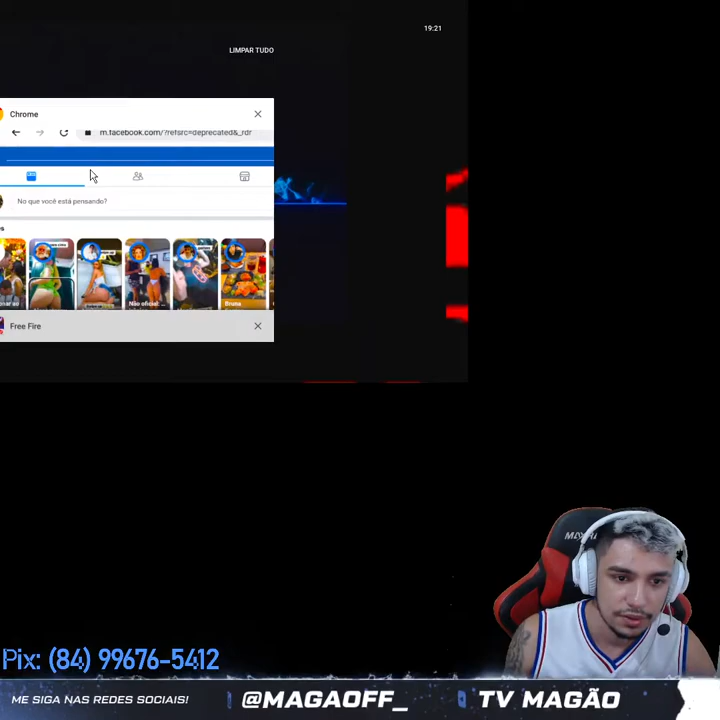 19:21
LIMPAR TUDO
Chrome
m.facebook.com/?refsrc=deprecated&_rdr
No que você está pensando?
Não oficial:
Bruna
Free Fire
Pix: (84) 99676-5412
ME SIGA NAS REDES SOCIAIS!
@MAGAOFF_
TV MAGÃO